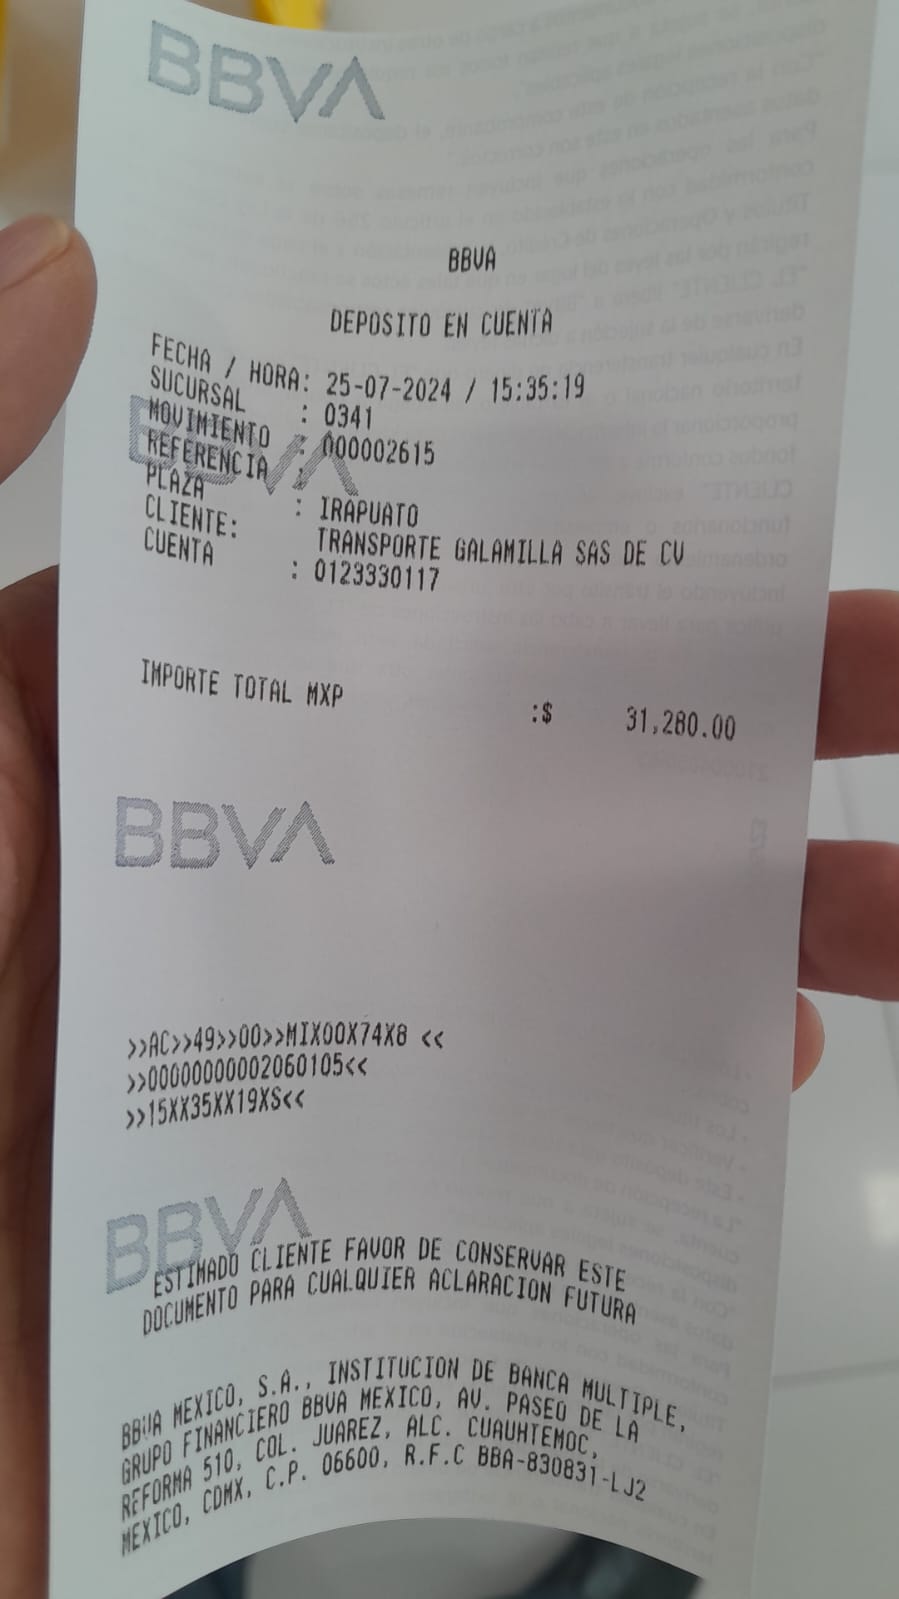 BBVA
BBVA
DEPOSITO EN CUENTA
FECHA / HORA: 25-07-2024 / 15:35:19
SUCURSAL : 0341
MOVIMIENTO : 000002615
REFERENCIA :
PLAZA : IRAPUATO
CLIENTE: TRANSPORTE GALAMILLA SAS DE CV
CUENTA : 0123330117
BBVA
IMPORTE TOTAL MXP :$ 31,280.00
BBVA
>>AC>>49>>00>>MIX00X74X8 <<
>>00000000002060105<<
>>15XX35XX19XS<<
BBVA
ESTIMADO CLIENTE FAVOR DE CONSERVAR ESTE
DOCUMENTO PARA CUALQUIER ACLARACION FUTURA
BBVA MEXICO, S.A., INSTITUCION DE BANCA MULTIPLE,
GRUPO FINANCIERO BBVA MEXICO, AV. PASEO DE LA
REFORMA 510, COL. JUAREZ, ALC. CUAUHTEMOC,
MEXICO, CDMX, C.P. 06600, R.F.C BBA-830831-LJ2